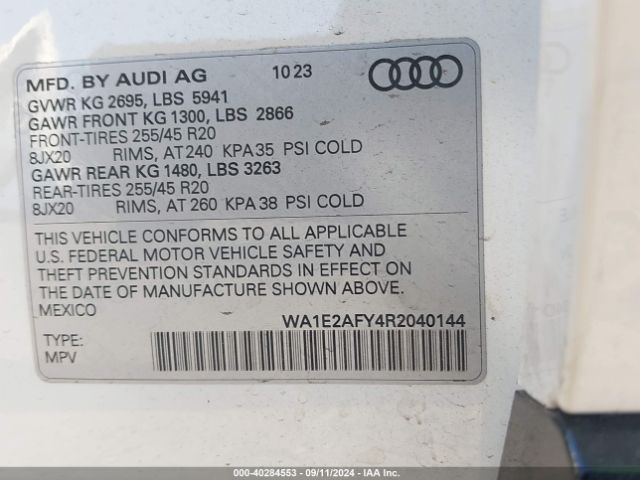 MFD. BY AUDI AG 10 23
GVWR KG 2695, LBS 5941
GAWR FRONT KG 1300, LBS 2866
FRONT-TIRES 255/45 R20
8JX20 RIMS, AT 240 KPA 35 PSI COLD
GAWR REAR KG 1480, LBS 3263
REAR-TIRES 255/45 R20
8JX20 RIMS, AT 260 KPA 38 PSI COLD
THIS VEHICLE CONFORMS TO ALL APPLICABLE
U.S. FEDERAL MOTOR VEHICLE SAFETY AND
THEFT PREVENTION STANDARDS IN EFFECT ON
THE DATE OF MANUFACTURE SHOWN ABOVE.
MEXICO
WA1E2AFY4R2040144
TYPE:
MPV
000-40284553 - 09/11/2024 - IAA Inc.